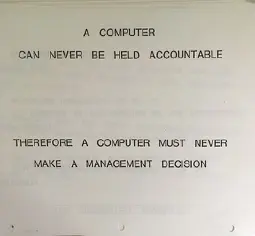 A COMPUTER
CAN NEVER BE HELD ACCOUNTABLE
THEREFORE A COMPUTER MUST NEVER
MAKE A MANAGEMENT DECISION